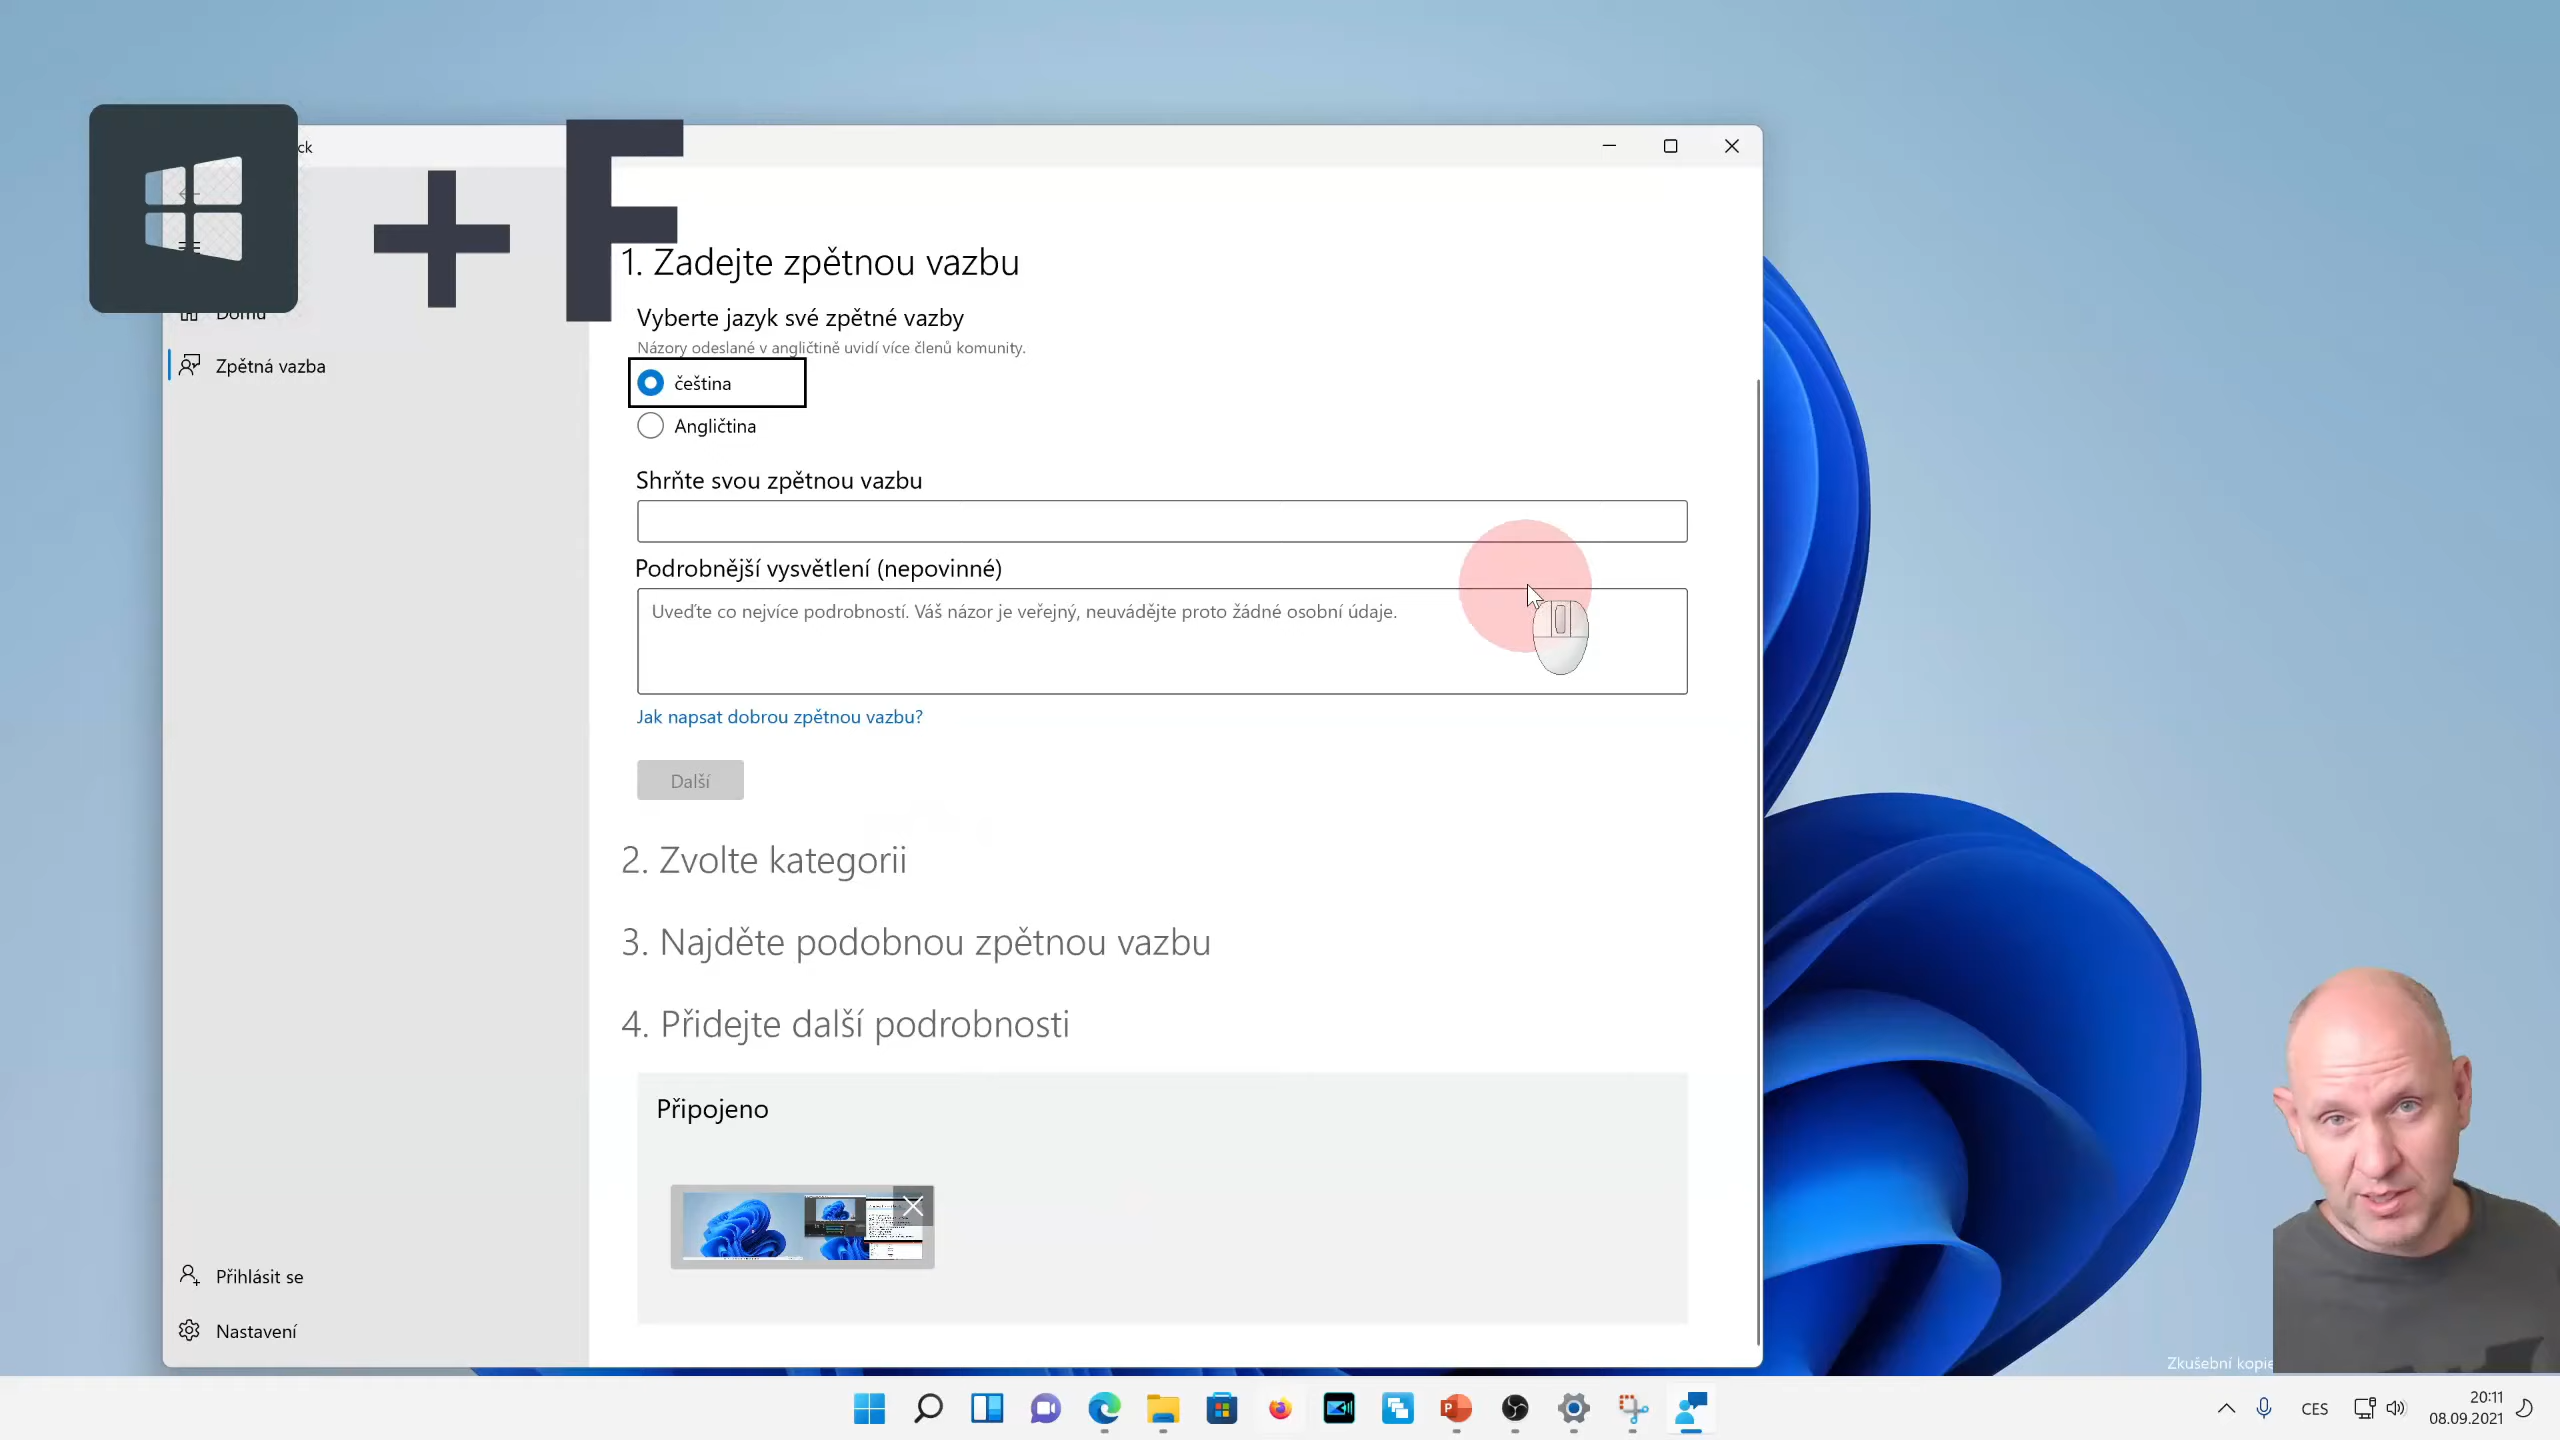 + F
ck
Domů
Zpětná vazba
1. Zadejte zpětnou vazbu
Vyberte jazyk své zpětné vazby
Názory odeslané v angličtině uvidí více členů komunity.
čeština
Angličtina
Shrňte svou zpětnou vazbu
Podrobnější vysvětlení (nepovinné)
Uveďte co nejvíce podrobností. Váš názor je veřejný, neuvádějte proto žádné osobní údaje.
Jak napsat dobrou zpětnou vazbu?
Další
2. Zvolte kategorii
3. Najděte podobnou zpětnou vazbu
4. Přidejte další podrobnosti
Připojeno
Přihlásit se
Nastavení
Zkušební kopie
CES
20:11
08.09.2021